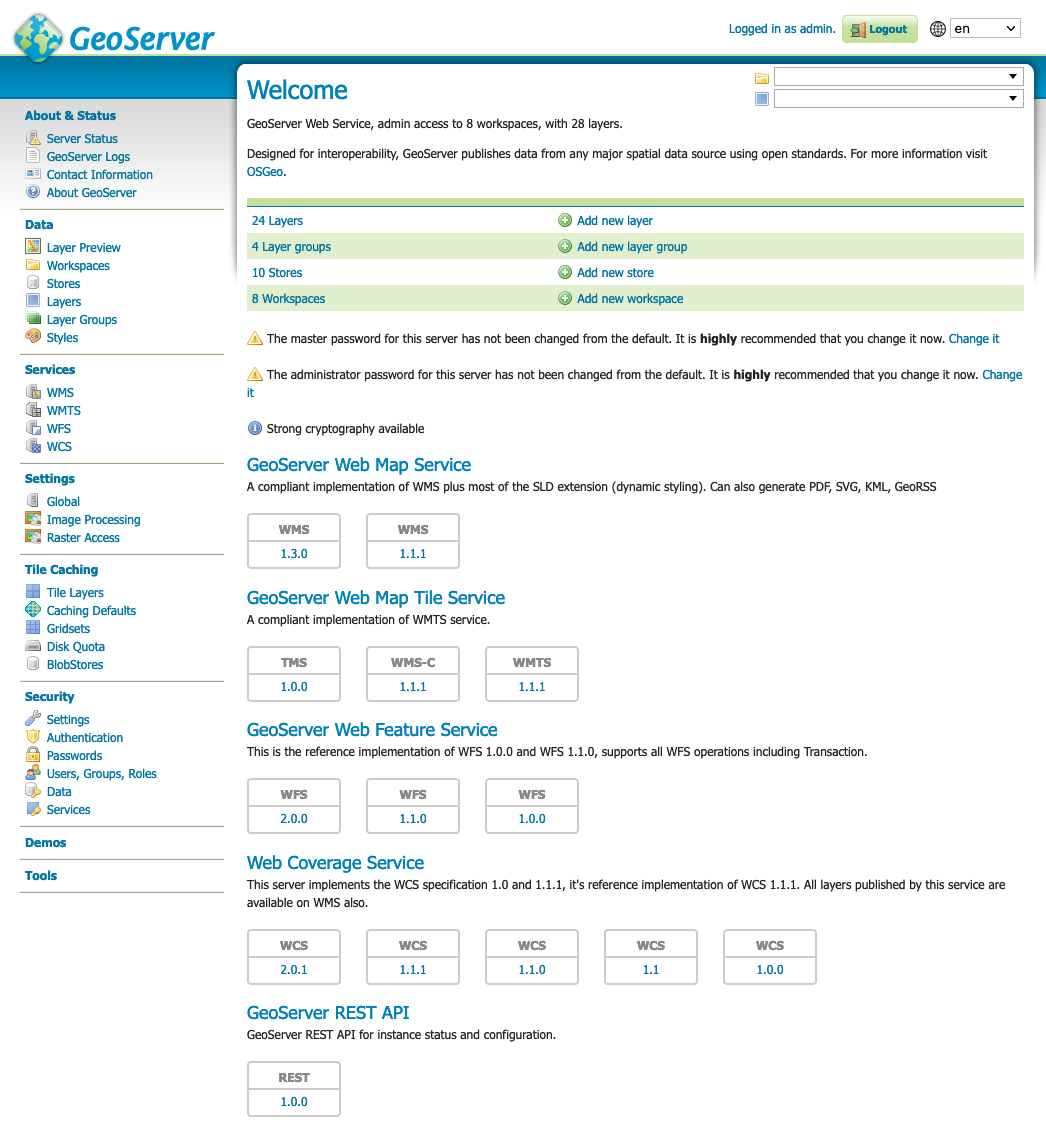 GeoServer
Logged in as admin.
Logout
en
About & Status
Server Status
GeoServer Logs
Contact Information
About GeoServer
Data
Layer Preview
Workspaces
Stores
Layers
Layer Groups
Styles
Services
WMS
WMTS
WFS
WCS
Settings
Global
Image Processing
Raster Access
Tile Caching
Tile Layers
Caching Defaults
Gridsets
Disk Quota
BlobStores
Security
Settings
Authentication
Passwords
Users, Groups, Roles
Data
Services
Demos
Tools
Welcome
GeoServer Web Service, admin access to 8 workspaces, with 28 layers.
Designed for interoperability, GeoServer publishes data from any major spatial data source using open standards. For more information visit
OSGeo.
24 Layers Add new layer
4 Layer groups Add new layer group
10 Stores Add new store
8 Workspaces Add new workspace
The master password for this server has not been changed from the default. It is highly recommended that you change it now. Change it
The administrator password for this server has not been changed from the default. It is highly recommended that you change it now. Change
it
Strong cryptography available
GeoServer Web Map Service
A compliant implementation of WMS plus most of the SLD extension (dynamic styling). Can also generate PDF, SVG, KML, GeoRSS
WMS WMS
1.3.0 1.1.1
GeoServer Web Map Tile Service
A compliant implementation of WMTS service.
TMS WMS-C WMTS
1.0.0 1.1.1 1.1.1
GeoServer Web Feature Service
This is the reference implementation of WFS 1.0.0 and WFS 1.1.0, supports all WFS operations including Transaction.
WFS WFS WFS
2.0.0 1.1.0 1.0.0
Web Coverage Service
This server implements the WCS specification 1.0 and 1.1.1, it's reference implementation of WCS 1.1.1. All layers published by this service are
available on WMS also.
WCS WCS WCS WCS WCS
2.0.1 1.1.1 1.1.0 1.1 1.0.0
GeoServer REST API
GeoServer REST API for instance status and configuration.
REST
1.0.0